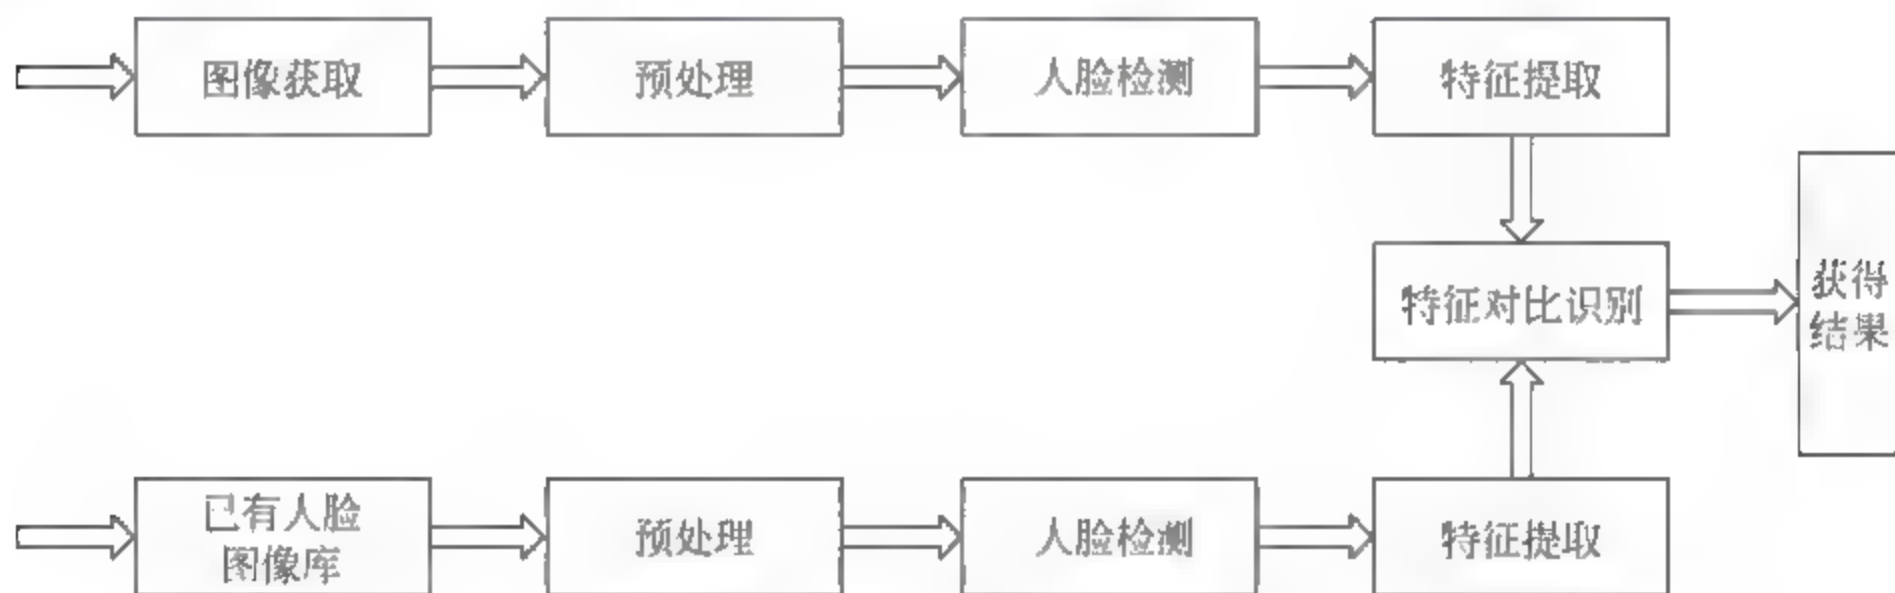 图像获取
预处理
人脸检测
特征提取
特征对比识别
获得
结果
已有人脸
图像库
预处理
人脸检测
特征提取